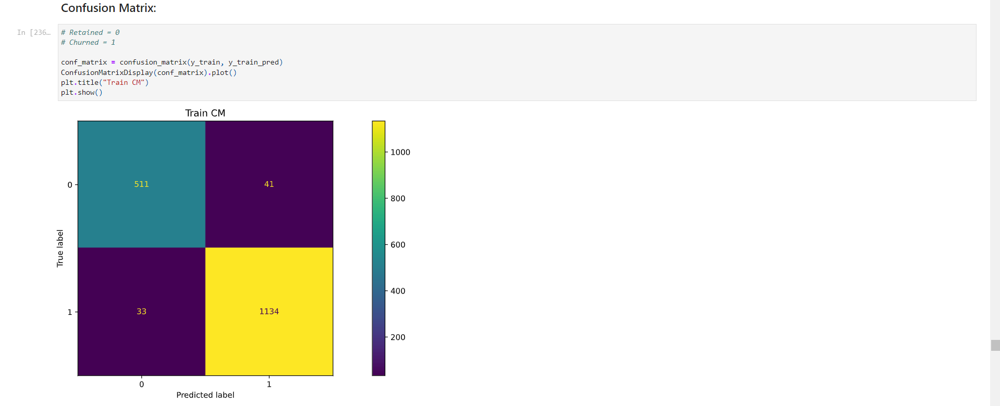 Confusion Matrix:
In [236…
# Retained = 0
# Churned = 1
conf_matrix = confusion_matrix(y_train, y_train_pred)
ConfusionMatrixDisplay(conf_matrix).plot()
plt.title("Train CM")
plt.show()
Train CM
1000
800
600
400
200
0
511
41
1
33
1134
True label
0
1
Predicted label